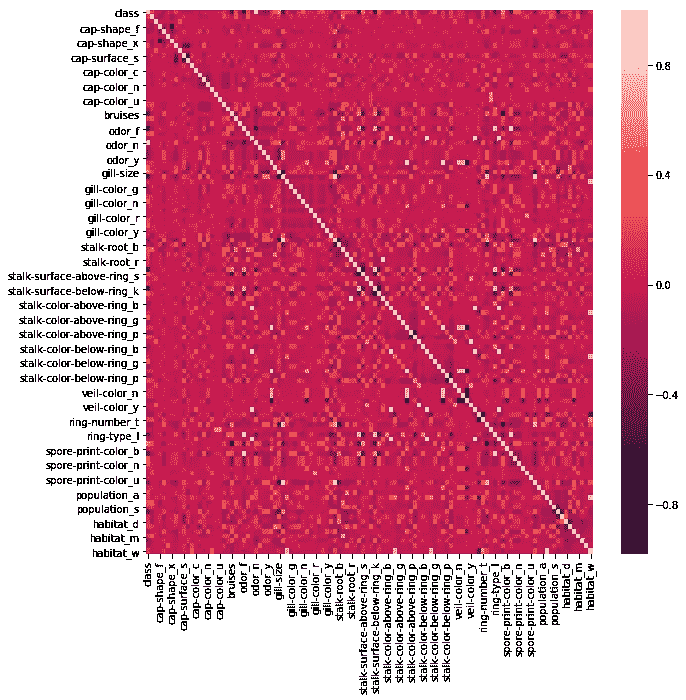 class
cap-shape_f
cap-shape_x
cap-surface_s
cap-color_c
cap-color_n
cap-color_u
bruises
odor_f
odor_n
odor_y
gill-size
gill-color_g
gill-color_n
gill-color_r
gill-color_y
stalk-root_b
stalk-root_r
stalk-surface-above-ring_s
stalk-surface-below-ring_k
stalk-color-above-ring_b
stalk-color-above-ring_g
stalk-color-above-ring_p
stalk-color-below-ring_b
stalk-color-below-ring_g
stalk-color-below-ring_p
veil-color_n
veil-color_y
ring-number_t
ring-type_l
spore-print-color_b
spore-print-color_n
spore-print-color_u
population_a
population_s
habitat_d
habitat_m
habitat_w
class
cap-shape_f
cap-shape_x
cap-surface_s
cap-color_c
cap-color_n
cap-color_u
bruises
odor_f
odor_n
odor_y
gill-size
gill-color_g
gill-color_n
gill-color_r
gill-color_y
stalk-root_b
stalk-root_r
stalk-surface-above-ring_s
stalk-surface-below-ring_k
stalk-color-above-ring_b
stalk-color-above-ring_g
stalk-color-above-ring_p
stalk-color-below-ring_b
stalk-color-below-ring_g
stalk-color-below-ring_p
veil-color_n
veil-color_y
ring-number_t
ring-type_l
spore-print-color_b
spore-print-color_n
spore-print-color_u
population_a
population_s
habitat_d
habitat_m
habitat_w
0.8
0.4
0.0
−0.4
−0.8